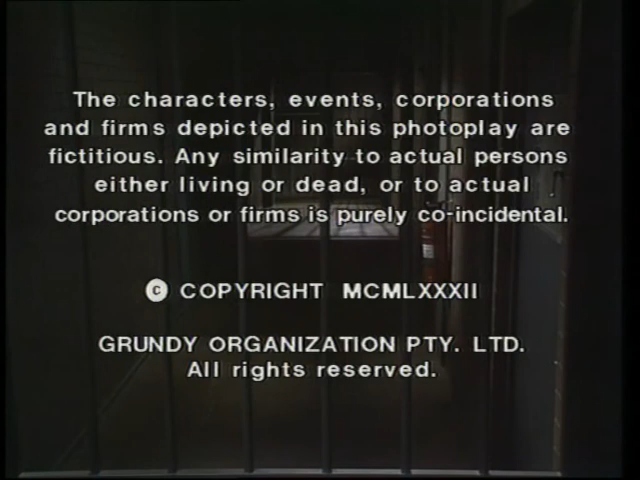 The characters, events, corporations
and firms depicted in this photoplay are
fictitious. Any similarity to actual persons
either living or dead, or to actual
corporations or firms is purely co-incidental.
© COPYRIGHT MCMLXXXII
GRUNDY ORGANIZATION PTY. LTD.
All rights reserved.